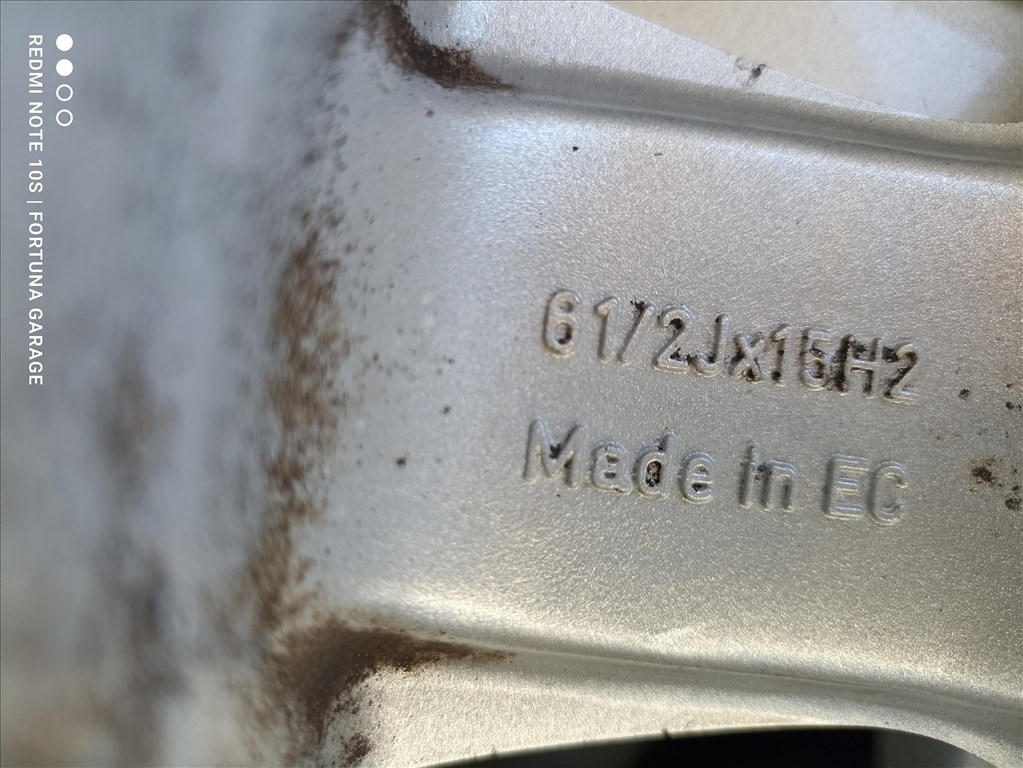 61/2Jx15H2
Made in EC
REDMI NOTE 10S | FORTUNA GARAGE